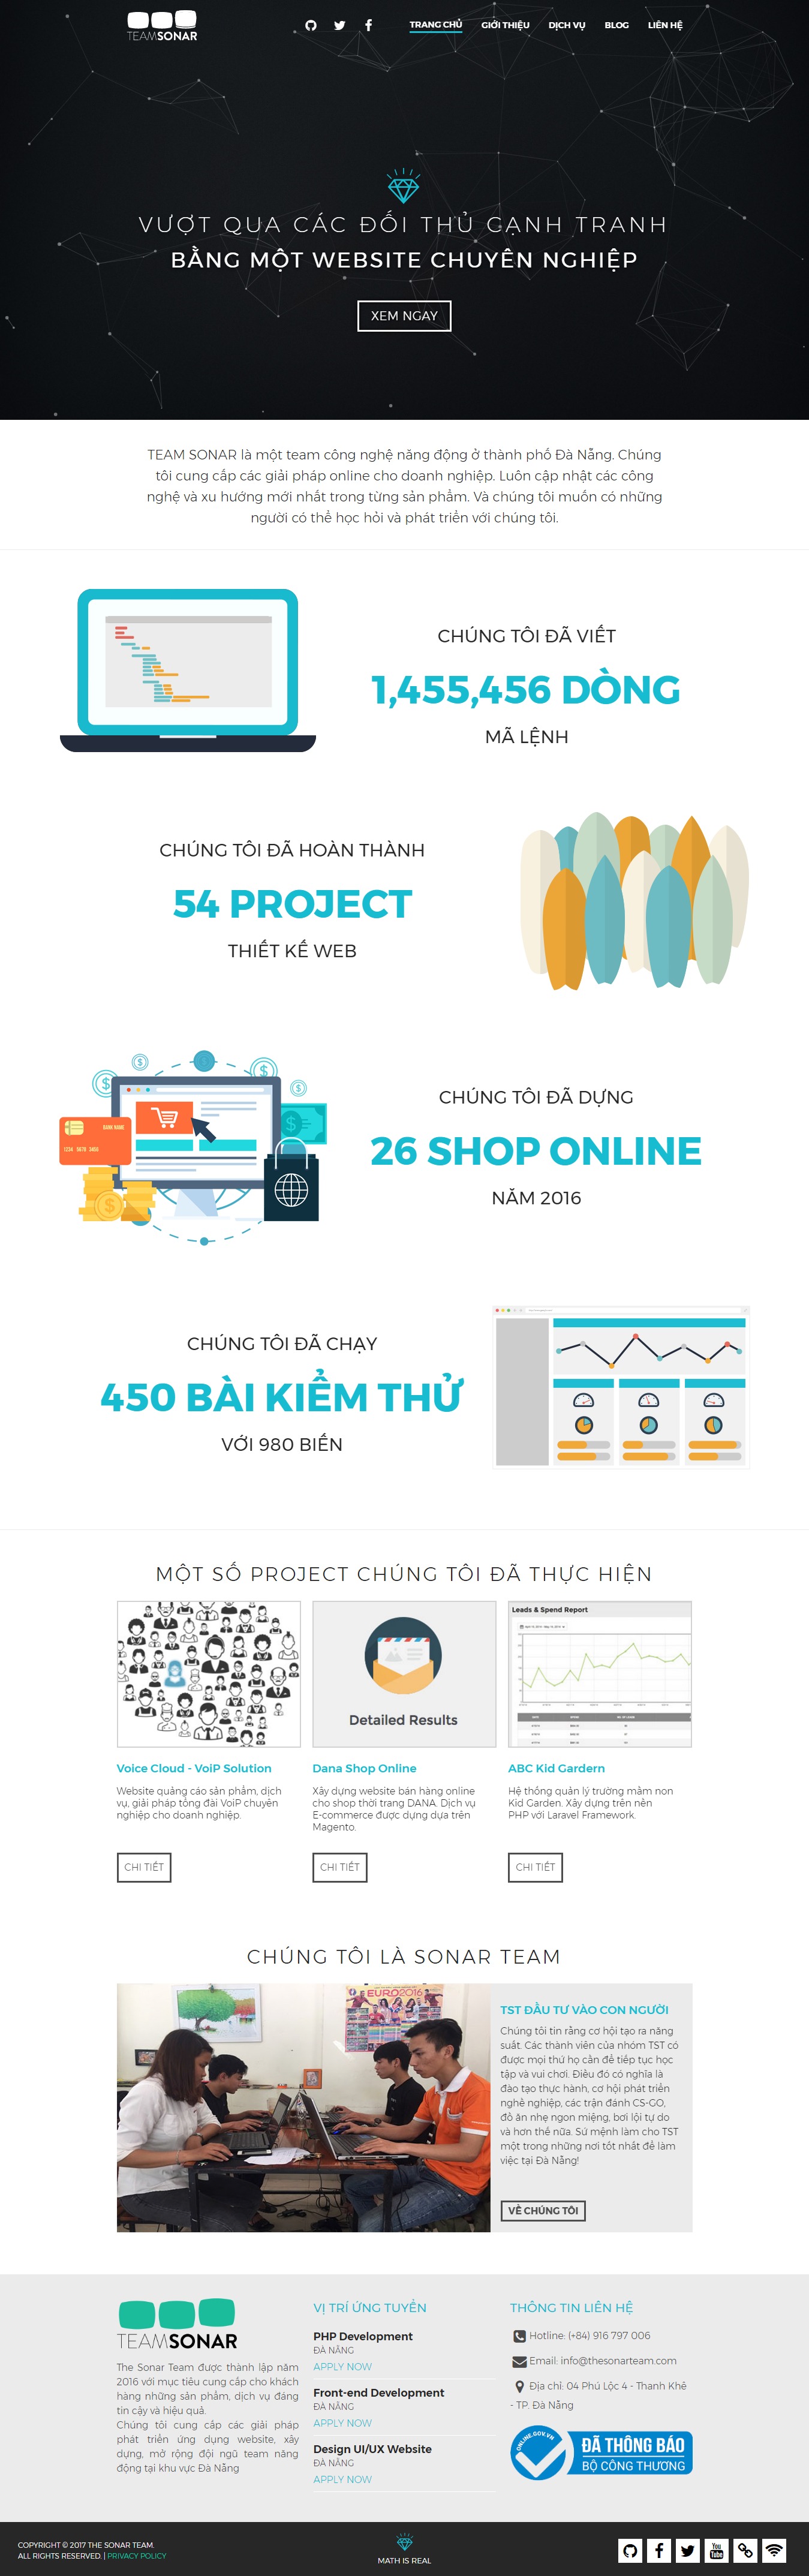 TEAMSONAR
TRANG CHỦ
GIỚI THIỆU
DỊCH VỤ
BLOG
LIÊN HỆ
VƯỢT QUA CÁC ĐỐI THỦ CẠNH TRANH
BẰNG MỘT WEBSITE CHUYÊN NGHIỆP
XEM NGAY
TEAM SONAR là một team công nghệ năng động ở thành phố Đà Nẵng. Chúng
tôi cung cấp các giải pháp online cho doanh nghiệp. Luôn cập nhật các công
nghệ và xu hướng mới nhất trong từng sản phẩm. Và chúng tôi muốn có những
người có thể học hỏi và phát triển với chúng tôi.
CHÚNG TÔI ĐÃ VIẾT
1,455,456 DÒNG
MÃ LỆNH
CHÚNG TÔI ĐÃ HOÀN THÀNH
54 PROJECT
THIẾT KẾ WEB
BANK NAME
1234 5678 3456
CHÚNG TÔI ĐÃ DỰNG
26 SHOP ONLINE
NĂM 2016
CHÚNG TÔI ĐÃ CHẠY
450 BÀI KIỂM THỬ
VỚI 980 BIẾN
MỘT SỐ PROJECT CHÚNG TÔI ĐÃ THỰC HIỆN
Detailed Results
Leads & Spend Report
Voice Cloud - VoiP Solution
Website quảng cáo sản phẩm, dịch
vụ, giải pháp tổng đài VoiP chuyên
nghiệp cho doanh nghiệp.
CHI TIẾT
Dana Shop Online
Xây dựng website bán hàng online
cho shop thời trang DANA. Dịch vụ
E-commerce được dựng dựa trên
Magento.
CHI TIẾT
ABC Kid Gardern
Hệ thống quản lý trường mầm non
Kid Garden. Xây dựng trên nền
PHP với Laravel Framework.
CHI TIẾT
CHÚNG TÔI LÀ SONAR TEAM
EURO2016
TST ĐẦU TƯ VÀO CON NGƯỜI
Chúng tôi tin rằng cơ hội tạo ra năng
suất. Các thành viên của nhóm TST có
được mọi thứ họ cần để tiếp tục học
tập và vui chơi. Điều đó có nghĩa là
đào tạo thực hành, cơ hội phát triển
nghề nghiệp, các trận đánh CS-GO,
đồ ăn nhẹ ngon miệng, bơi lội tự do
và hơn thế nữa. Sứ mệnh làm cho TST
một trong những nơi tốt nhất để làm
việc tại Đà Nẵng!
VỀ CHÚNG TÔI
TEAMSONAR
The Sonar Team được thành lập năm
2016 với mục tiêu cung cấp cho khách
hàng những sản phẩm, dịch vụ đáng
tin cậy và hiệu quả.
Chúng tôi cung cấp các giải pháp
phát triển ứng dụng website, xây
dựng, mở rộng đội ngũ team năng
động tại khu vực Đà Nẵng
VỊ TRÍ ỨNG TUYỂN
PHP Development
ĐÀ NẴNG
APPLY NOW
Front-end Development
ĐÀ NẴNG
APPLY NOW
Design UI/UX Website
ĐÀ NẴNG
APPLY NOW
THÔNG TIN LIÊN HỆ
Hotline: (+84) 916 797 006
Email: info@thesonarteam.com
Địa chỉ: 04 Phú Lộc 4 - Thanh Khê
- TP. Đà Nẵng
ONLINE.GOV.VN
ĐÃ THÔNG BÁO
BỘ CÔNG THƯƠNG
COPYRIGHT © 2017 THE SONAR TEAM.
ALL RIGHTS RESERVED. | PRIVACY POLICY
MATH IS REAL
You
Tube